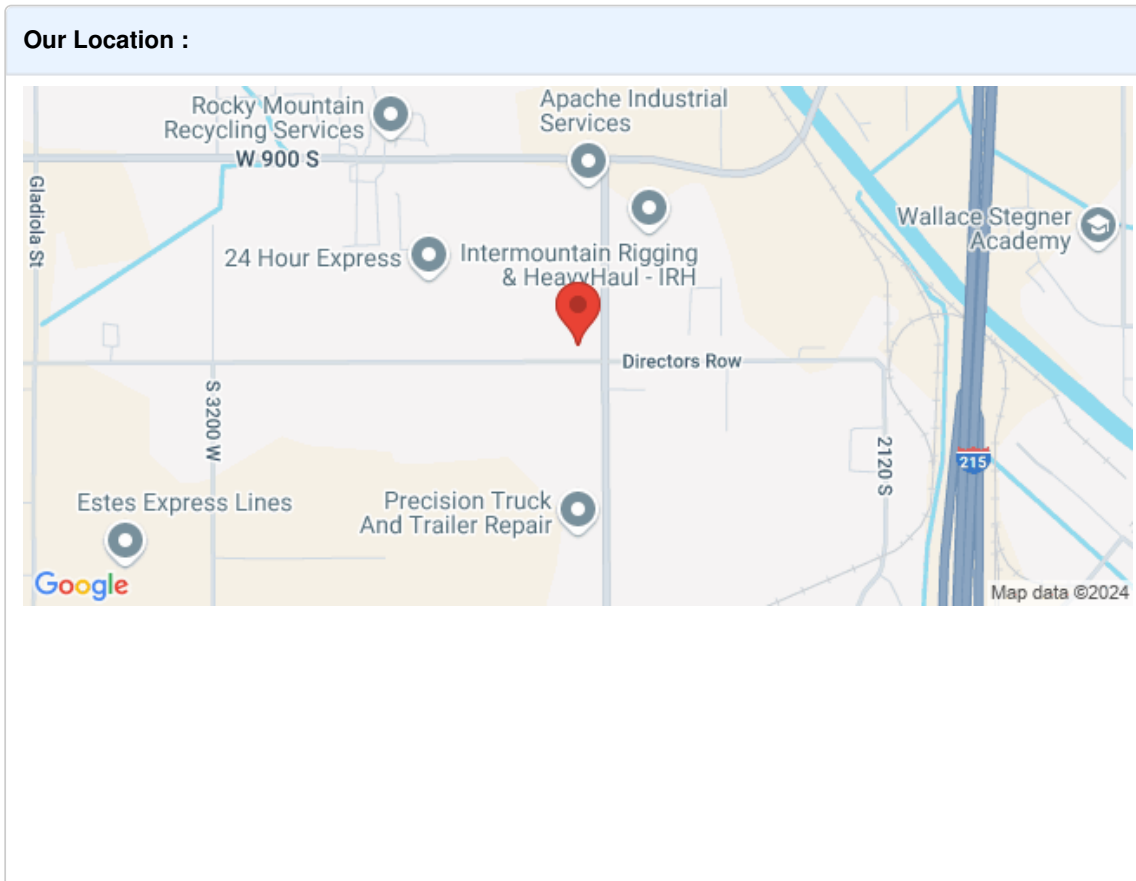 Our Location :
Rocky Mountain
Recycling Services
Apache Industrial
Services
W 900 S
Gladiola St
Wallace Stegner
Academy
24 Hour Express
Intermountain Rigging
& HeavyHaul - IRH
Directors Row
S 3200 W
2120 S
215
Estes Express Lines
Precision Truck
And Trailer Repair
Google
Map data ©2024